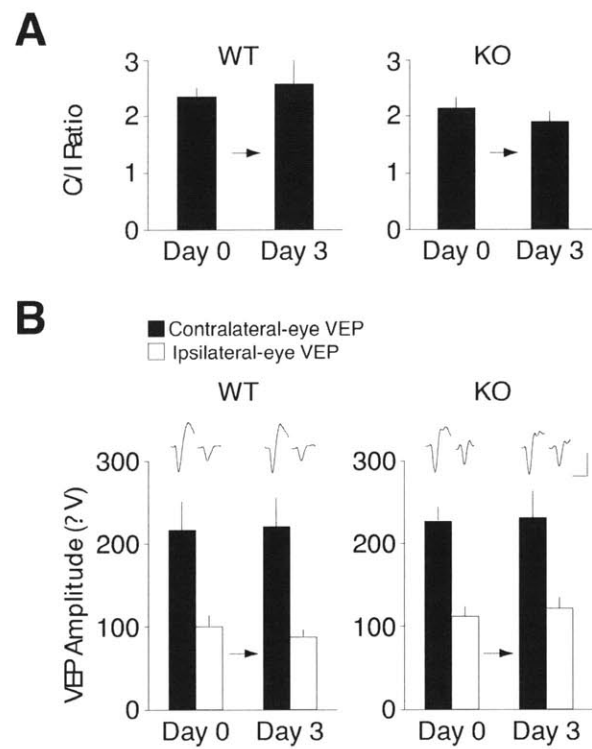 A
WT
KO
C/I Ratio
3
2
1
0
Day 0
Day 3
3
2
1
0
Day 0
Day 3
B
Contralateral-eye VEP
Ipsilateral-eye VEP
WT
KO
VEP Amplitude (? V)
300
200
100
0
Day 0
Day 3
300
200
100
0
Day 0
Day 3